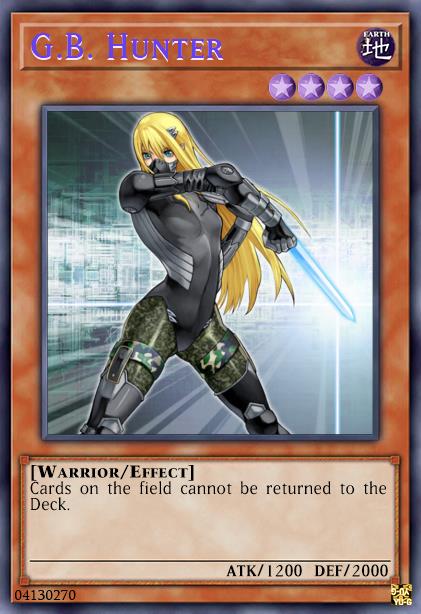 G.B. Hunter
EARTH
地
[Warrior/Effect]
Cards on the field cannot be returned to the
Deck.
ATK/1200 DEF/2000
04130270